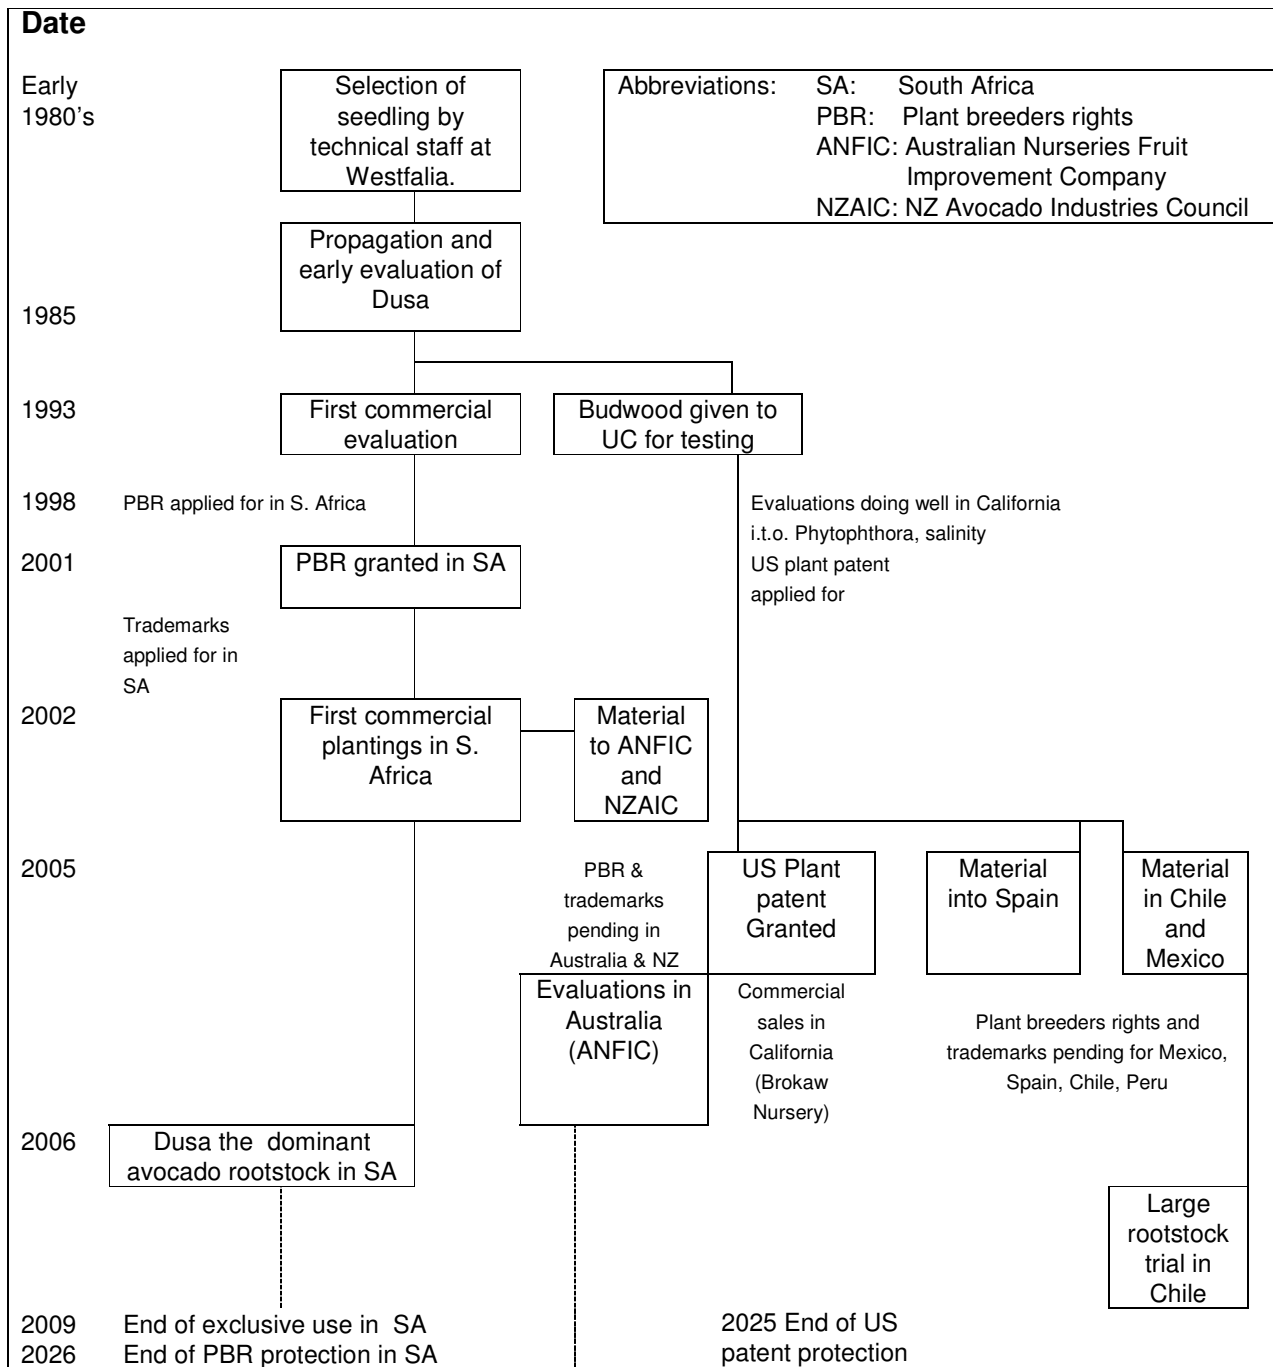 Date
Early
1980's
Selection of
seedling by
technical staff at
Westfalia.
Abbreviations: SA: South Africa
PBR: Plant breeders rights
ANFIC: Australian Nurseries Fruit
Improvement Company
NZAIC: NZ Avocado Industries Council
Propagation and
early evaluation of
Dusa
1985
1993
First commercial
evaluation
Budwood given to
UC for testing
1998
PBR applied for in S. Africa
Evaluations doing well in California
i.t.o. Phytophthora, salinity
US plant patent
applied for
2001
PBR granted in SA
Trademarks
applied for in
SA
2002
First commercial
plantings in S.
Africa
Material
to ANFIC
and
NZAIC
2005
PBR &
trademarks
pending in
Australia & NZ
US Plant
patent
Granted
Material
into Spain
Material
in Chile
and
Mexico
Evaluations in
Australia
(ANFIC)
Commercial
sales in
California
(Brokaw
Nursery)
Plant breeders rights and
trademarks pending for Mexico,
Spain, Chile, Peru
2006
Dusa the dominant
avocado rootstock in SA
Large
rootstock
trial in
Chile
2009 End of exclusive use in SA
2026 End of PBR protection in SA
2025 End of US
patent protection